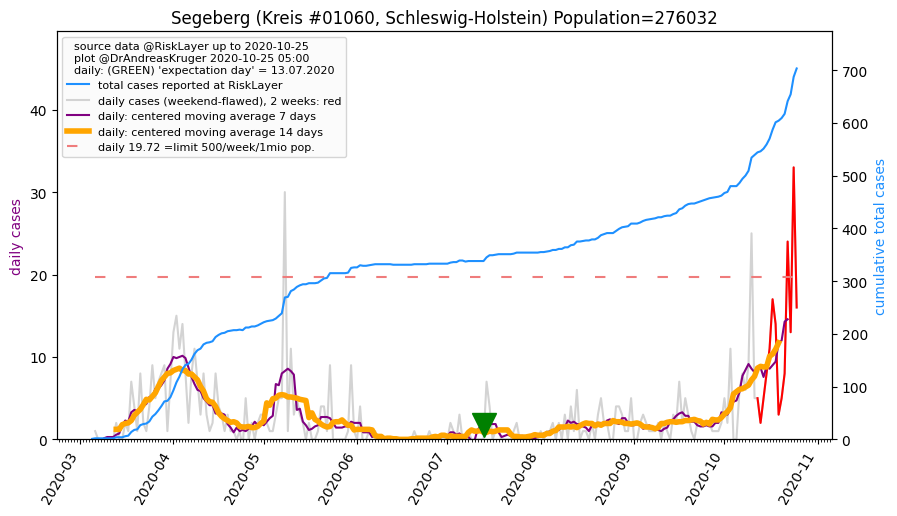 Segeberg (Kreis #01060, Schleswig-Holstein) Population=276032
source data @RiskLayer up to 2020-10-25
plot @DrAndreasKruger 2020-10-25 05:00
daily: (GREEN) 'expectation day' = 13.07.2020
total cases reported at RiskLayer
daily cases (weekend-flawed), 2 weeks: red
daily: centered moving average 7 days
daily: centered moving average 14 days
daily 19.72 =limit 500/week/1mio pop.
daily cases
40
30
20
10
0
700
600
500
400
300
200
100
0
cumulative total cases
2020-03
2020-04
2020-05
2020-06
2020-07
2020-08
2020-09
2020-10
2020-11